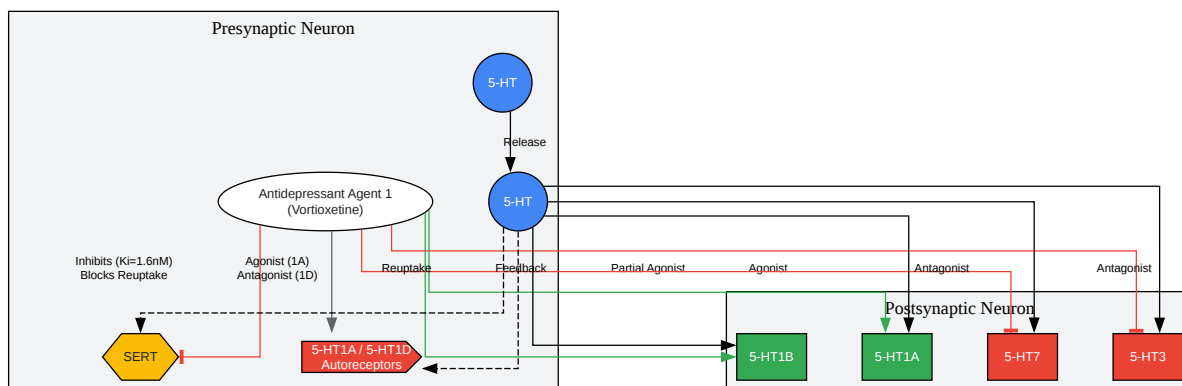 Presynaptic Neuron
5-HT
Release
Antidepressant Agent 1
(Vortioxetine)
5-HT
Inhibits (Ki=1.6nM)
Blocks Reuptake
Agonist (1A)
Antagonist (1D)
Reuptake
Feedback
Partial Agonist
Agonist
Antagonist
Antagonist
Postsynaptic Neuron
SERT
5-HT1A / 5-HT1D
Autoreceptors
5-HT1B
5-HT1A
5-HT7
5-HT3